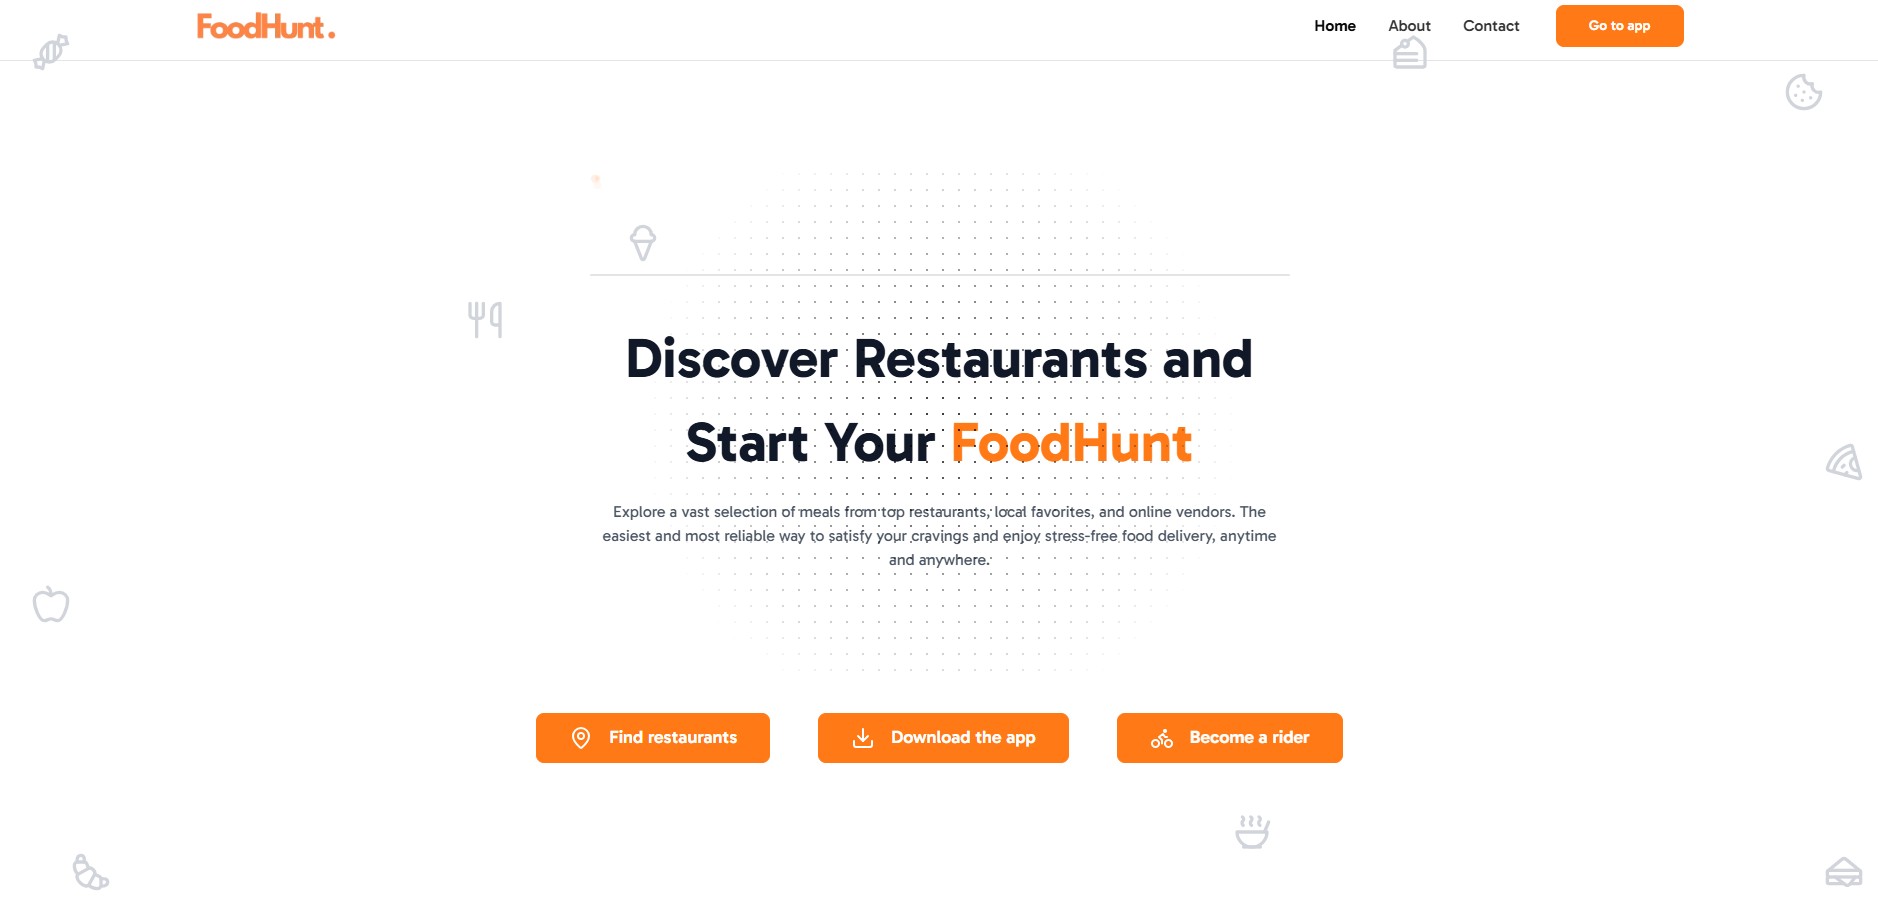 FoodHunt.
Home
About
Contact
Go to app
Discover Restaurants and
Start Your FoodHunt
Explore a vast selection of meals from top restaurants, local favorites, and online vendors. The
easiest and most reliable way to satisfy your cravings and enjoy stress-free food delivery, anytime
and anywhere.
Find restaurants
Download the app
Become a rider